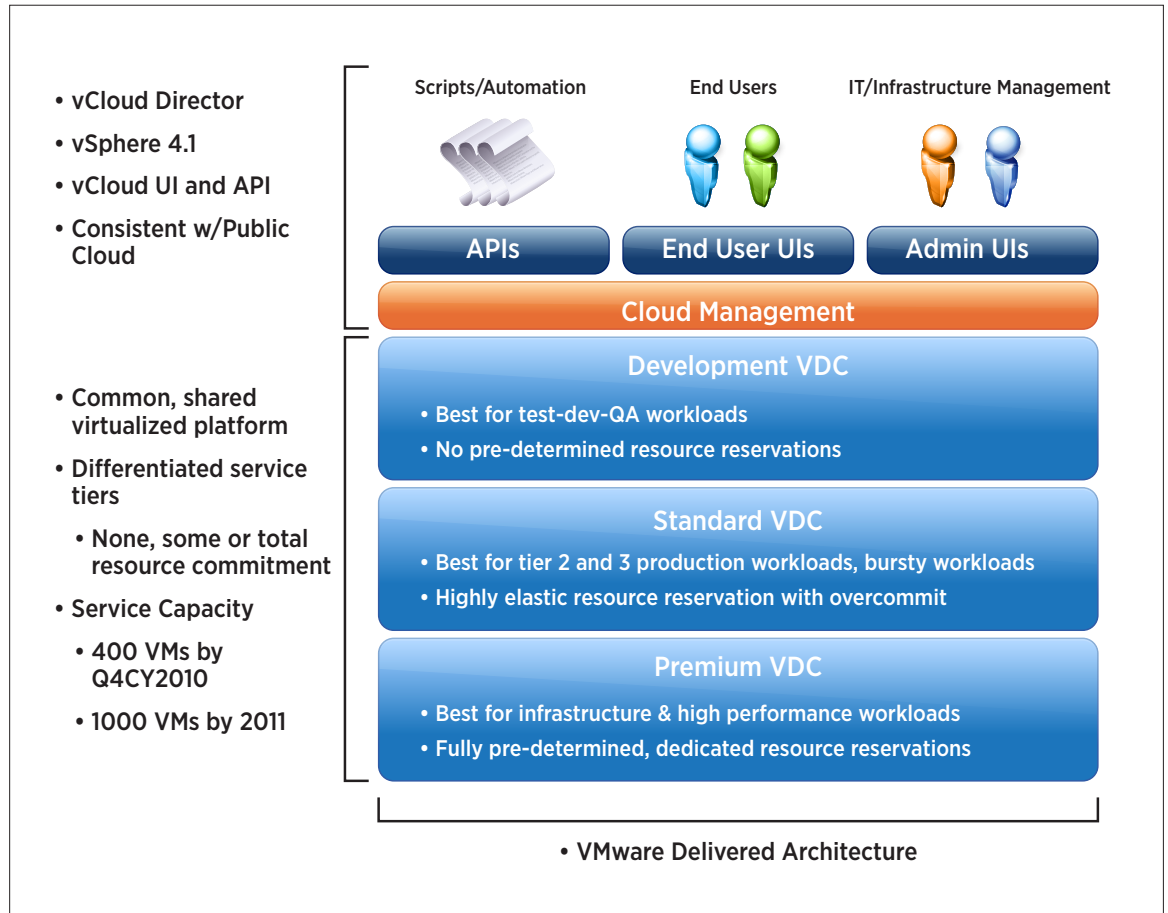 • vCloud Director
• vSphere 4.1
• vCloud UI and API
• Consistent w/Public
Cloud
Scripts/Automation
End Users
IT/Infrastructure Management
APIs
End User UIs
Admin UIs
Cloud Management
• Common, shared
virtualized platform
• Differentiated service
tiers
• None, some or total
resource commitment
• Service Capacity
• 400 VMs by
Q4CY2010
• 1000 VMs by 2011
Development VDC
• Best for test-dev-QA workloads
• No pre-determined resource reservations
Standard VDC
• Best for tier 2 and 3 production workloads, bursty workloads
• Highly elastic resource reservation with overcommit
Premium VDC
• Best for infrastructure & high performance workloads
• Fully pre-determined, dedicated resource reservations
• VMware Delivered Architecture